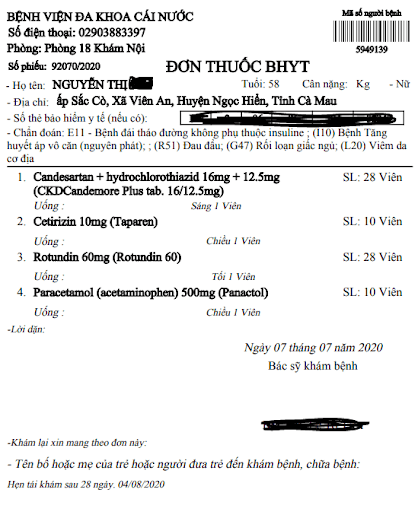 BỆNH VIỆN ĐA KHOA CÁI NƯỚC
Số điện thoại: 02903883397
Phòng: Phòng 18 Khám Nội
Mã số người bệnh
5949139
Số phiếu: 92070/2020
ĐƠN THUỐC BHYT
- Họ tên: NGUYỄN THỊ
Tuổi: 58 Cân nặng: Kg - Nữ
- Địa chỉ: ấp Sắc Cò, Xã Viên An, Huyện Ngọc Hiển, Tỉnh Cà Mau
- Số thẻ bảo hiểm y tế (nếu có):
- Chẩn đoán: E11 - Bệnh đái tháo đường không phụ thuộc insuline ; (I10) Bệnh Tăng
huyết áp vô căn (nguyên phát); ; (R51) Đau đầu; (G47) Rối loạn giấc ngủ; (L20) Viêm da
cơ địa
1. Candesartan + hydrochlorothiazid 16mg + 12.5mg SL: 28 Viên
(CKDCandemore Plus tab. 16/12.5mg)
Uống : Sáng 1 Viên
2. Cetirizin 10mg (Taparen) SL: 10 Viên
Uống : Chiều 1 Viên
3. Rotundin 60mg (Rotundin 60) SL: 28 Viên
Uống : Tối 1 Viên
4. Paracetamol (acetaminophen) 500mg (Panactol) SL: 10 Viên
Uống : Chiều 1 Viên
-Lời dặn:
Ngày 07 tháng 07 năm 2020
Bác sỹ khám bệnh
-Khám lại xin mang theo đơn này:
- Tên bố hoặc mẹ của trẻ hoặc người đưa trẻ đến khám bệnh, chữa bệnh:
Hẹn tái khám sau 28 ngày. 04/08/2020